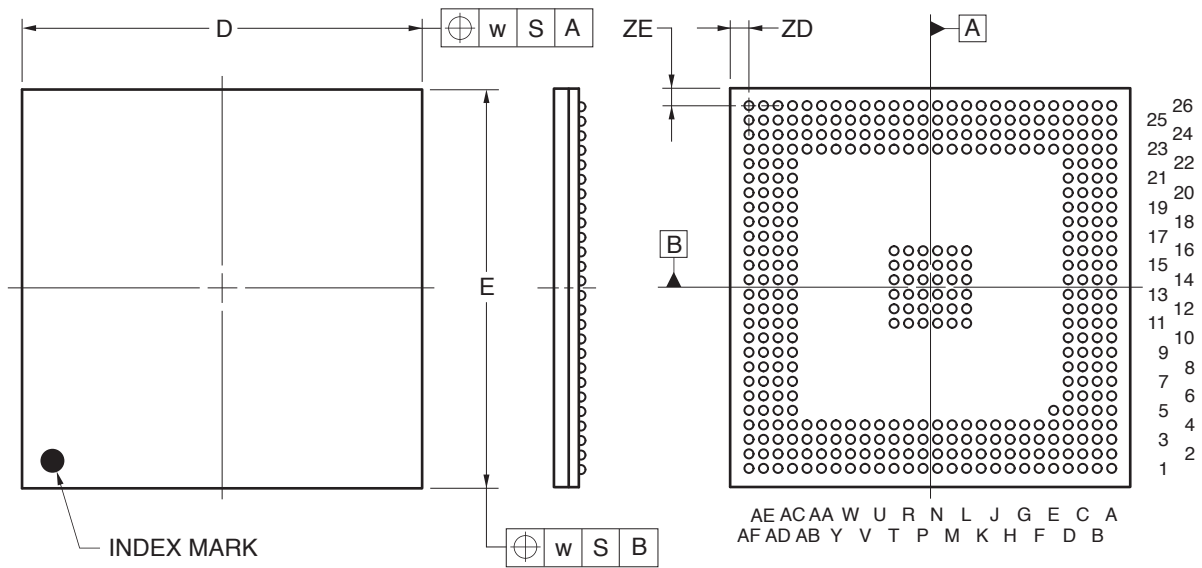 D
w S A
ZE
ZD
A
26
25
24
23
22
21
20
19
18
17
16
15
14
13
12
11
10
9
8
7
6
5
4
3
2
1
B
E
INDEX MARK
w S B
AE AC AA W U R N L J G E C A
AF AD AB Y V T P M K H F D B